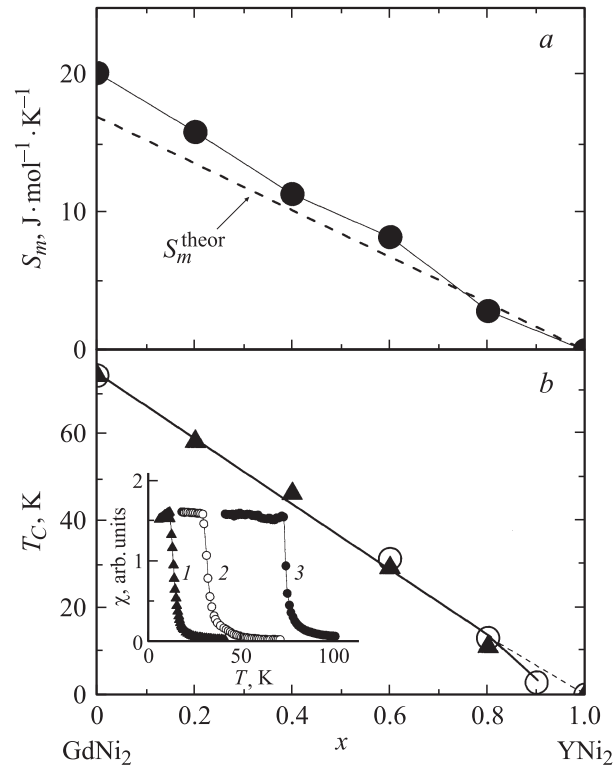 a
20
10
0
S_m, J·mol⁻¹·K⁻¹
S_m^theor
b
60
40
20
0
T_C, K
2
1
0
χ, arb. units
1 2 3
0 50 100
T, K
0 0.2 0.4 0.6 0.8 1.0
GdNi₂ x YNi₂